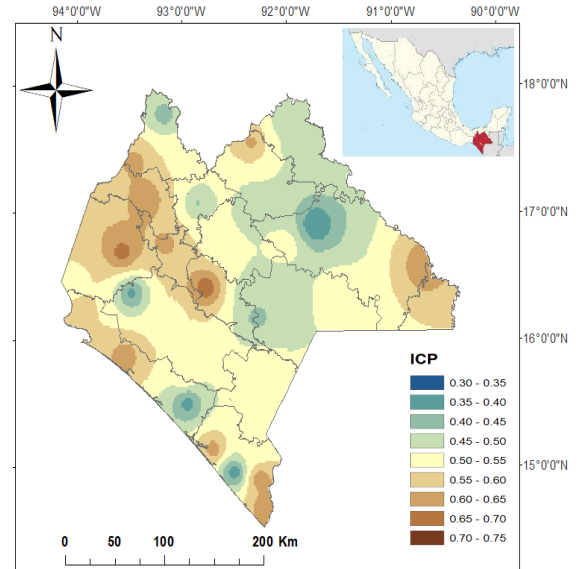 94°0'0"O 93°0'0"O 92°0'0"O 91°0'0"O 90°0'0"O
N
18°0'0"N
17°0'0"N
16°0'0"N
15°0'0"N
ICP
0.30 - 0.35
0.35 - 0.40
0.40 - 0.45
0.45 - 0.50
0.50 - 0.55
0.55 - 0.60
0.60 - 0.65
0.65 - 0.70
0.70 - 0.75
0 50 100 200 Km